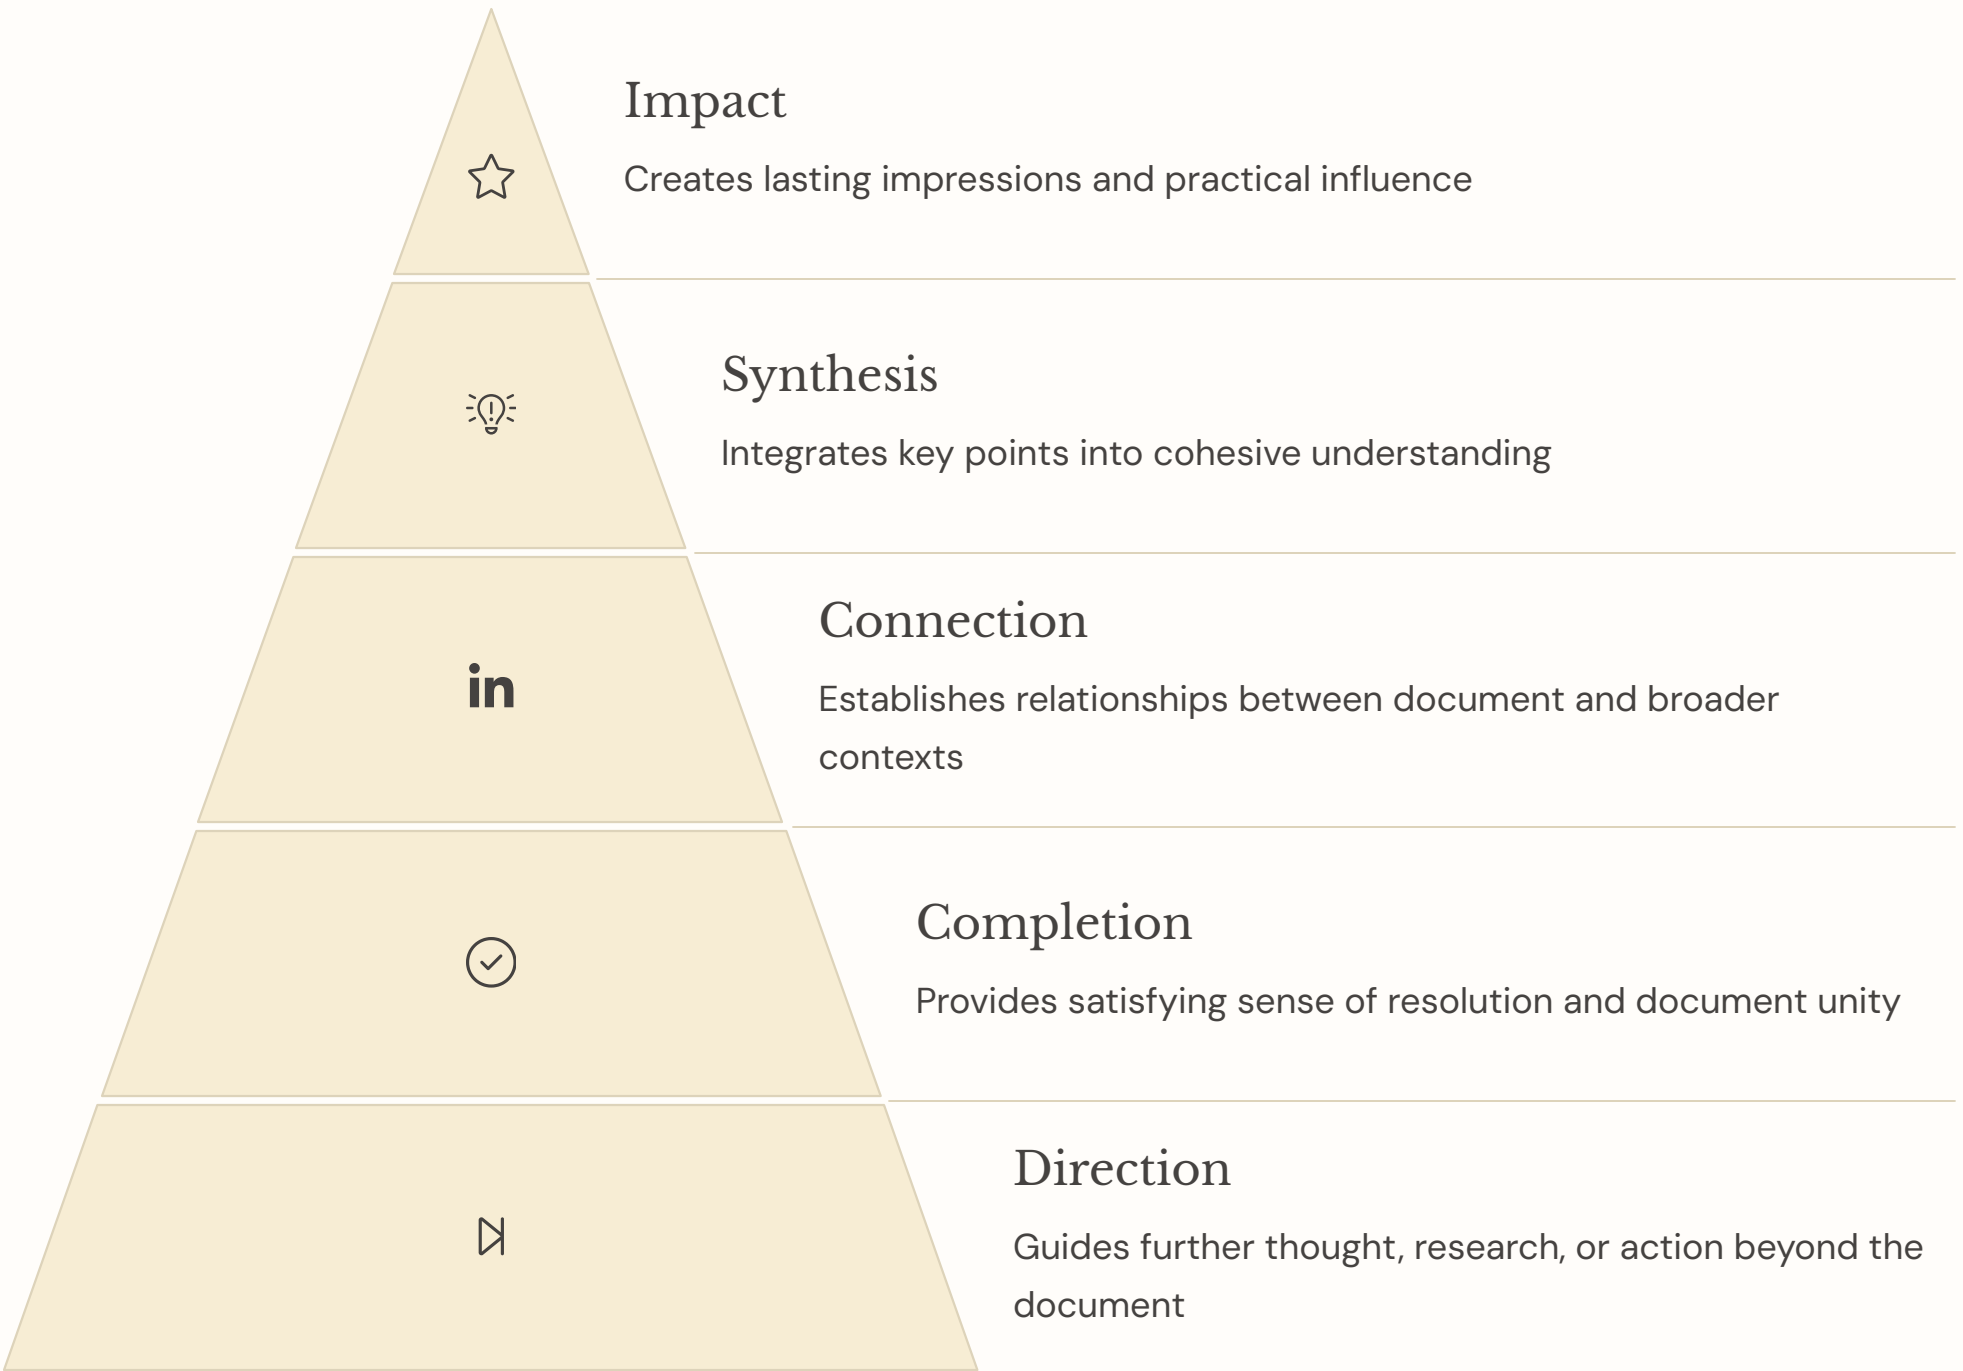 Impact
Creates lasting impressions and practical influence
Synthesis
Integrates key points into cohesive understanding
in
Connection
Establishes relationships between document and broader
contexts
Completion
Provides satisfying sense of resolution and document unity
Direction
Guides further thought, research, or action beyond the
document